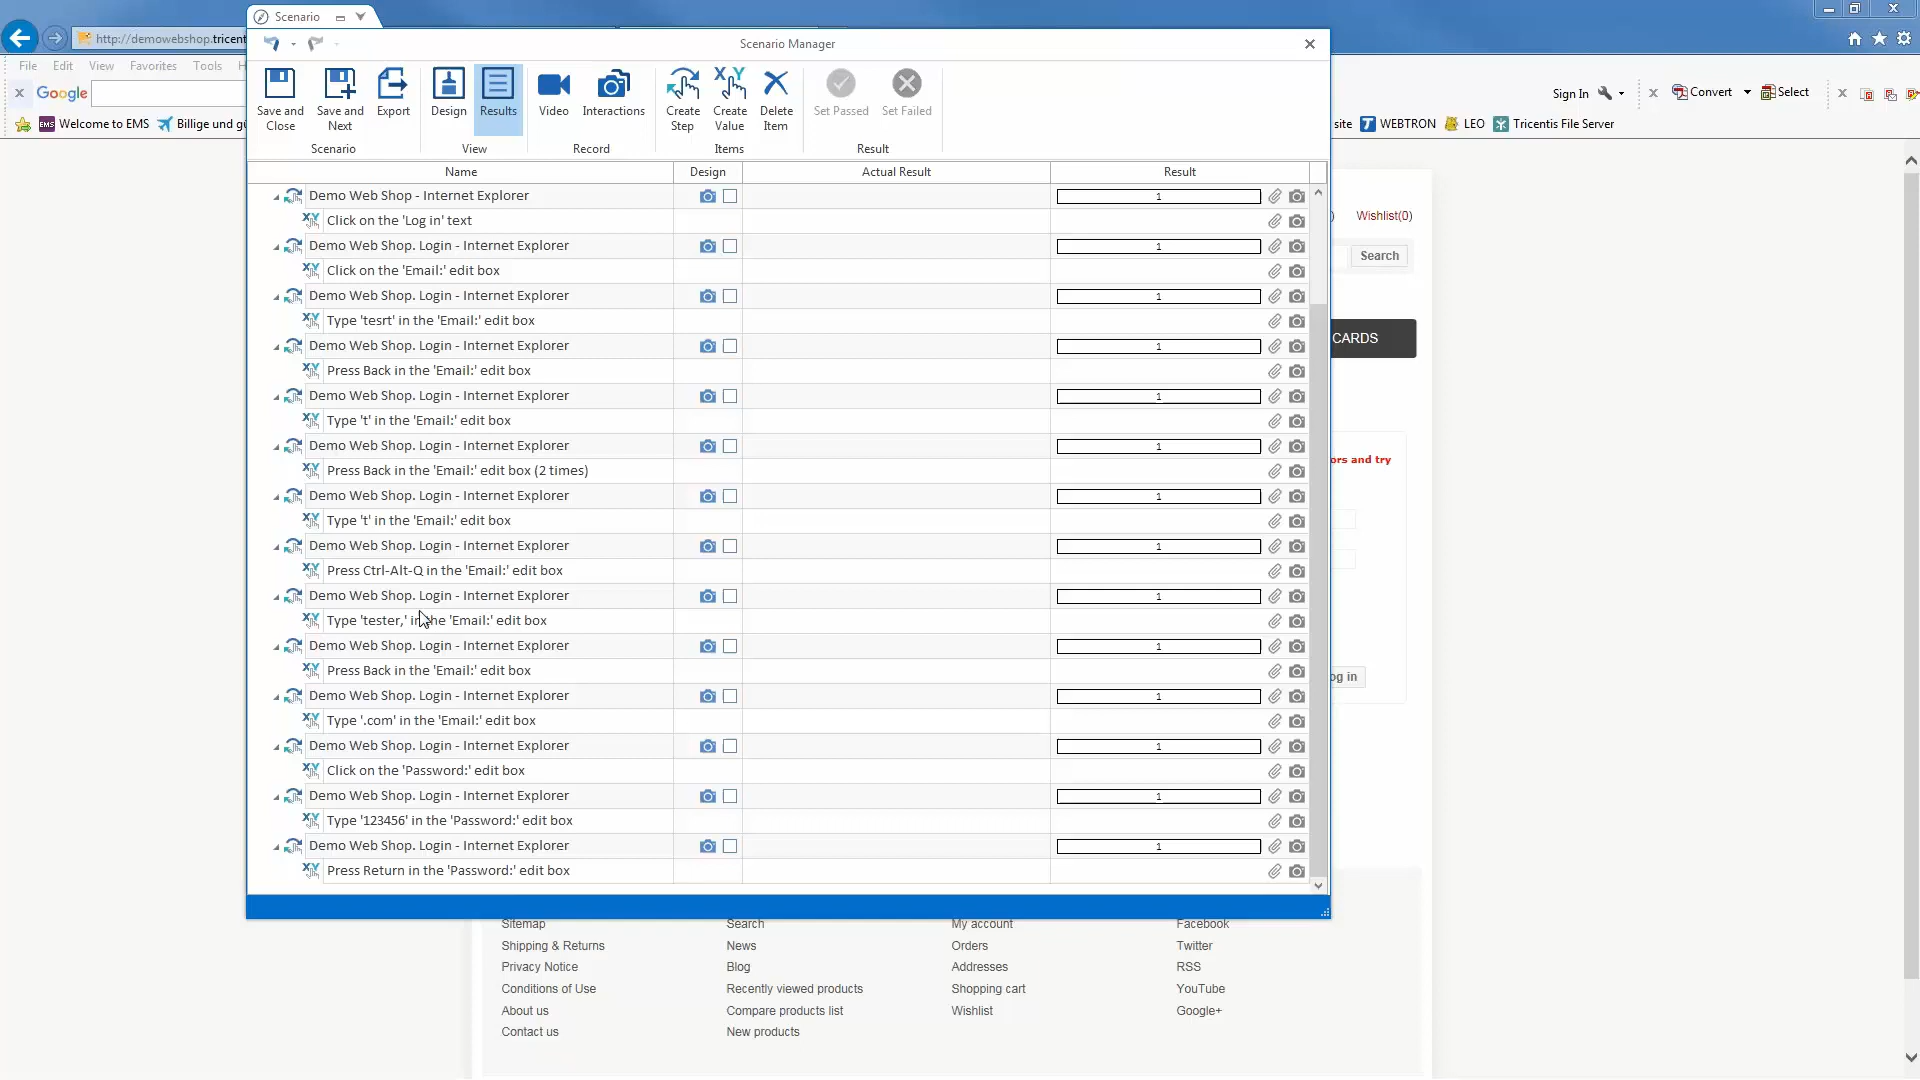 Scenario
http://demowebshop.tricent
Scenario Manager
File Edit View Favorites Tools H
Google
Sign In
Convert
Select
Welcome to EMS
Billige und gü
site
WEBTRON
LEO
Tricentis File Server
Save and Close
Save and Next
Export
Design
Results
Video
Interactions
Create Step
Create Value
Delete Item
Set Passed
Set Failed
Scenario
View
Record
Items
Result
Name Design Actual Result Result
Demo Web Shop - Internet Explorer 1
Click on the 'Log in' text
Demo Web Shop. Login - Internet Explorer 1
Click on the 'Email:' edit box
Demo Web Shop. Login - Internet Explorer 1
Type 'tesrt' in the 'Email:' edit box
Demo Web Shop. Login - Internet Explorer 1
Press Back in the 'Email:' edit box
Demo Web Shop. Login - Internet Explorer 1
Type 't' in the 'Email:' edit box
Demo Web Shop. Login - Internet Explorer 1
Press Back in the 'Email:' edit box (2 times)
Demo Web Shop. Login - Internet Explorer 1
Type 't' in the 'Email:' edit box
Demo Web Shop. Login - Internet Explorer 1
Press Ctrl-Alt-Q in the 'Email:' edit box
Demo Web Shop. Login - Internet Explorer 1
Type 'tester,' in the 'Email:' edit box
Demo Web Shop. Login - Internet Explorer 1
Press Back in the 'Email:' edit box
Demo Web Shop. Login - Internet Explorer 1
Type '.com' in the 'Email:' edit box
Demo Web Shop. Login - Internet Explorer 1
Click on the 'Password:' edit box
Demo Web Shop. Login - Internet Explorer 1
Type '123456' in the 'Password:' edit box
Demo Web Shop. Login - Internet Explorer 1
Press Return in the 'Password:' edit box
) Wishlist(0)
Search
CARDS
ors and try
og in
Sitemap
Shipping & Returns
Privacy Notice
Conditions of Use
About us
Contact us
Search
News
Blog
Recently viewed products
Compare products list
New products
My account
Orders
Addresses
Shopping cart
Wishlist
Facebook
Twitter
RSS
YouTube
Google+